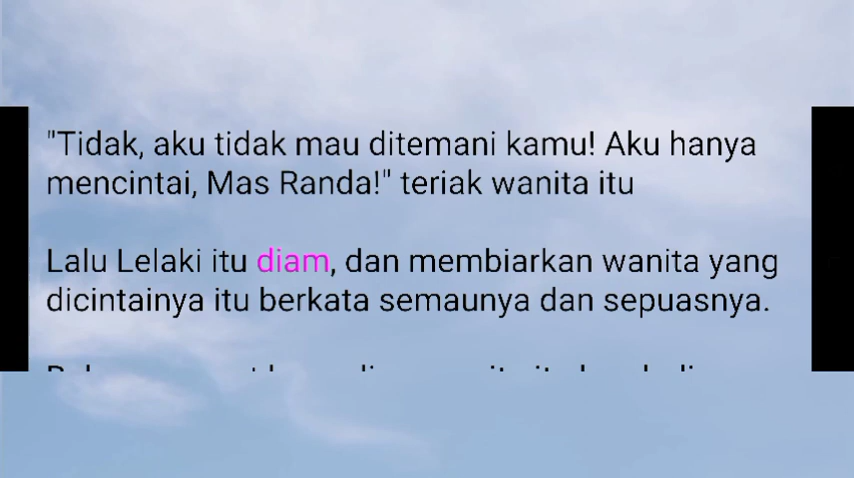 "Tidak, aku tidak mau ditemani kamu! Aku hanya
mencintai, Mas Randa!" teriak wanita itu
Lalu Lelaki itu diam, dan membiarkan wanita yang
dicintainya itu berkata semaunya dan sepuasnya.